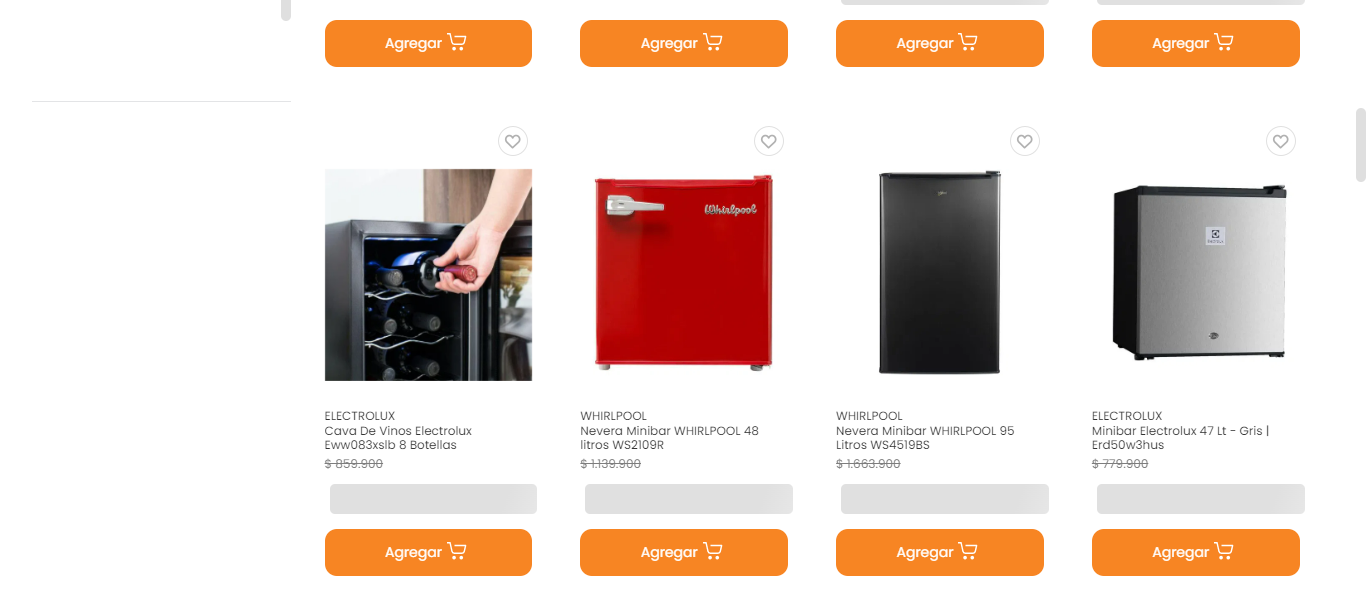 Agregar
Agregar
Agregar
Agregar
Whirlpool
ELECTROLUX
Cava De Vinos Electrolux
Eww083xslb 8 Botellas
$ 859.900
WHIRLPOOL
Nevera Minibar WHIRLPOOL 48
litros WS2109R
$ 1.139.900
WHIRLPOOL
Nevera Minibar WHIRLPOOL 95
Litros WS4519BS
$ 1.663.900
ELECTROLUX
Minibar Electrolux 47 Lt - Gris |
Erd50w3hus
$ 779.900
Agregar
Agregar
Agregar
Agregar